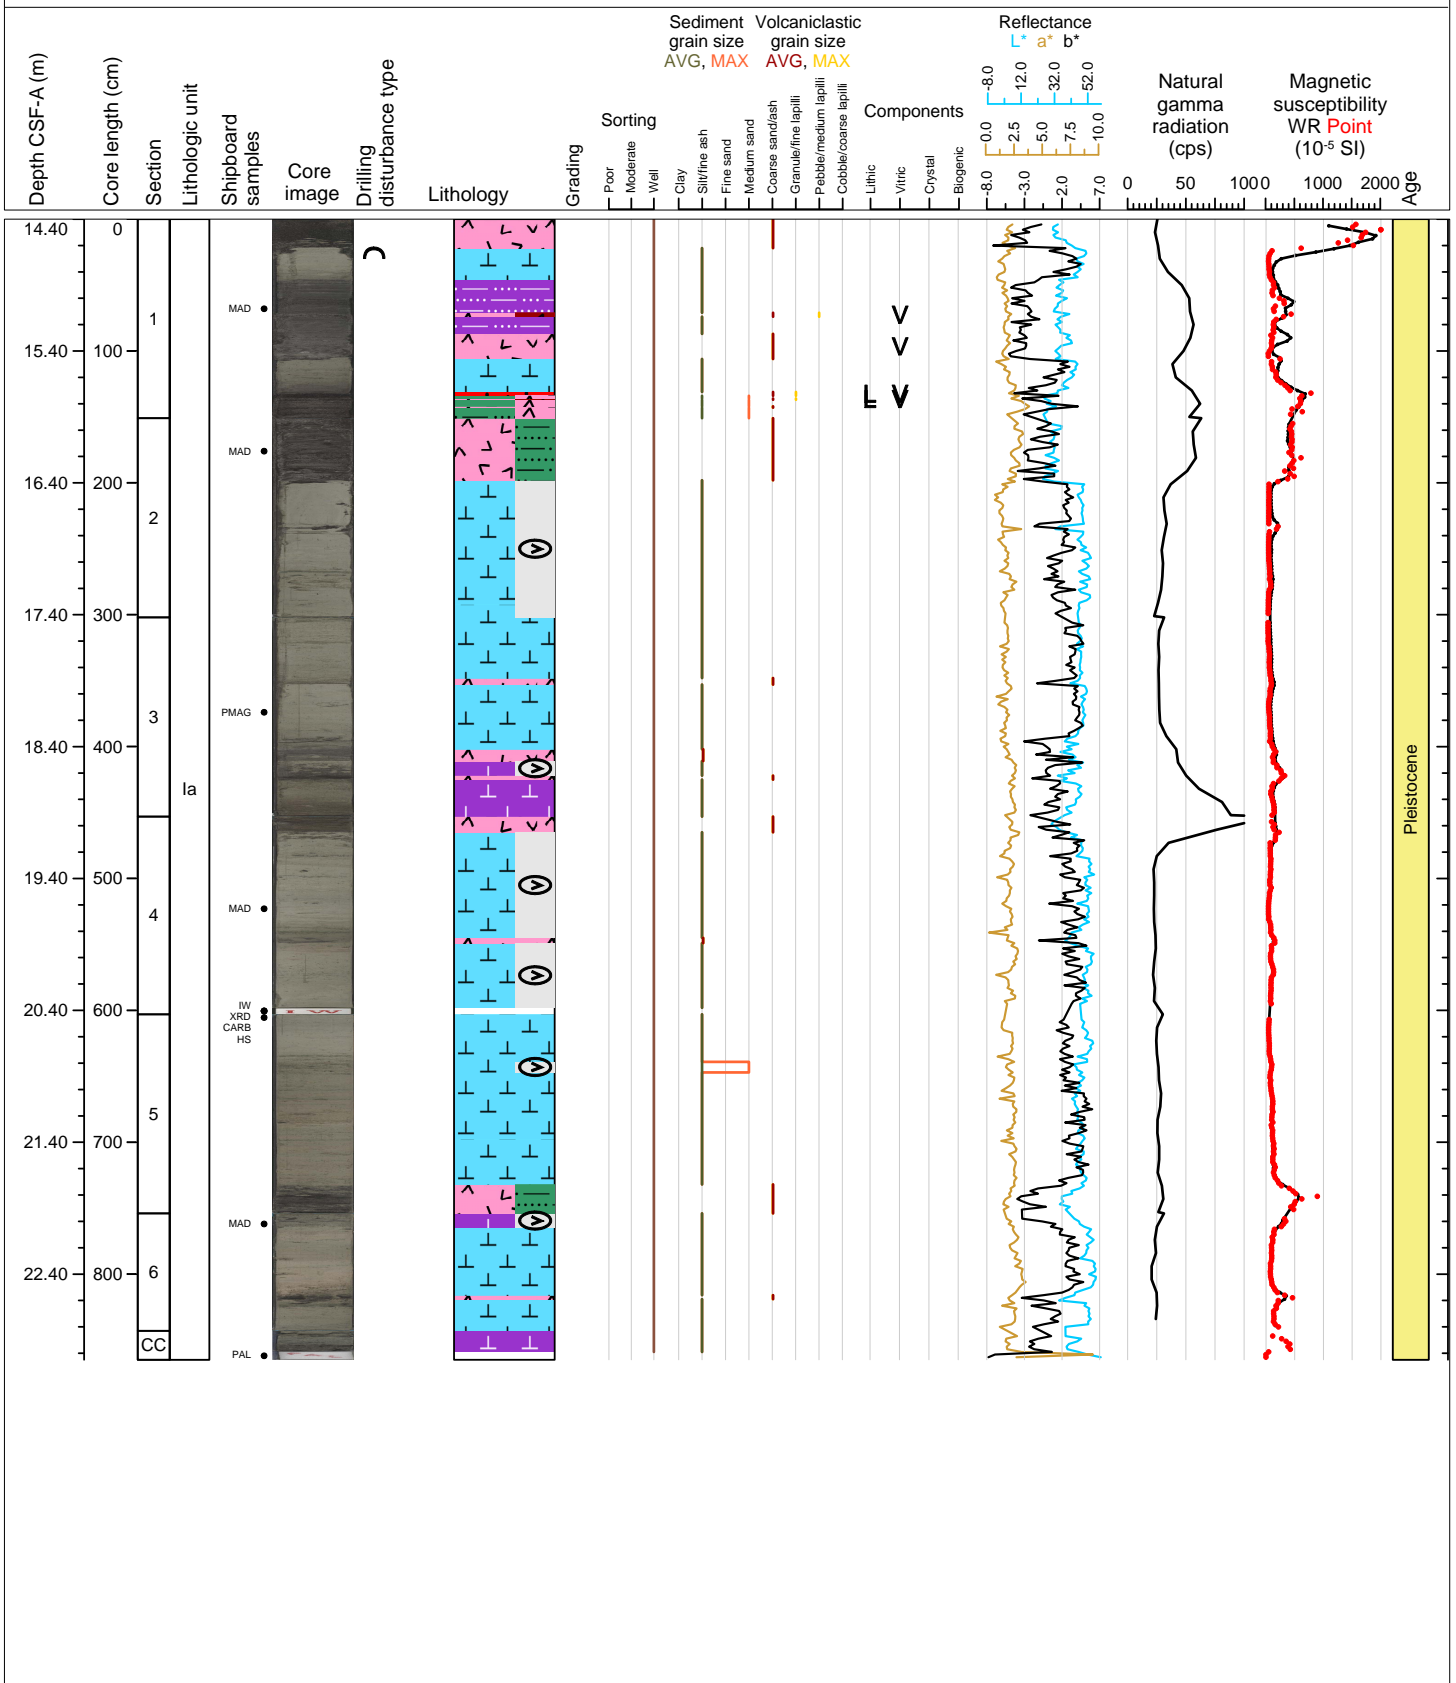 Depth CSF-A (m)
Core length (cm)
Section
Lithologic unit
Shipboard
samples
Core
image
Drilling
disturbance type
Lithology
Grading
Sorting
Poor
Moderate
Well
Sediment
grain size
AVG, MAX
Volcaniclastic
grain size
AVG, MAX
Clay
Silt/fine ash
Fine sand
Medium sand
Coarse sand/ash
Granule/fine lapilli
Pebble/medium lapilli
Cobble/coarse lapilli
Components
Lithic
Vitric
Crystal
Biogenic
Reflectance
L* a* b*
-8.0 12.0 32.0 52.0
0.0 2.5 5.0 7.5 10.0
-8.0 -3.0 2.0 7.0
Natural
gamma
radiation
(cps)
0 50 100
Magnetic
susceptibility
WR Point
(10-5 SI)
0 1000 2000
Age
14.40 0
1
MAD
V
15.40 100
V
L V
MAD
16.40 200
2
17.40 300
PMAG
3
18.40 400
Ia
Pleistocene
19.40 500
MAD
4
IW
20.40 600
IW
XRD
CARB
HS
5
21.40 700
MAD
22.40 800
6
CC
PAL